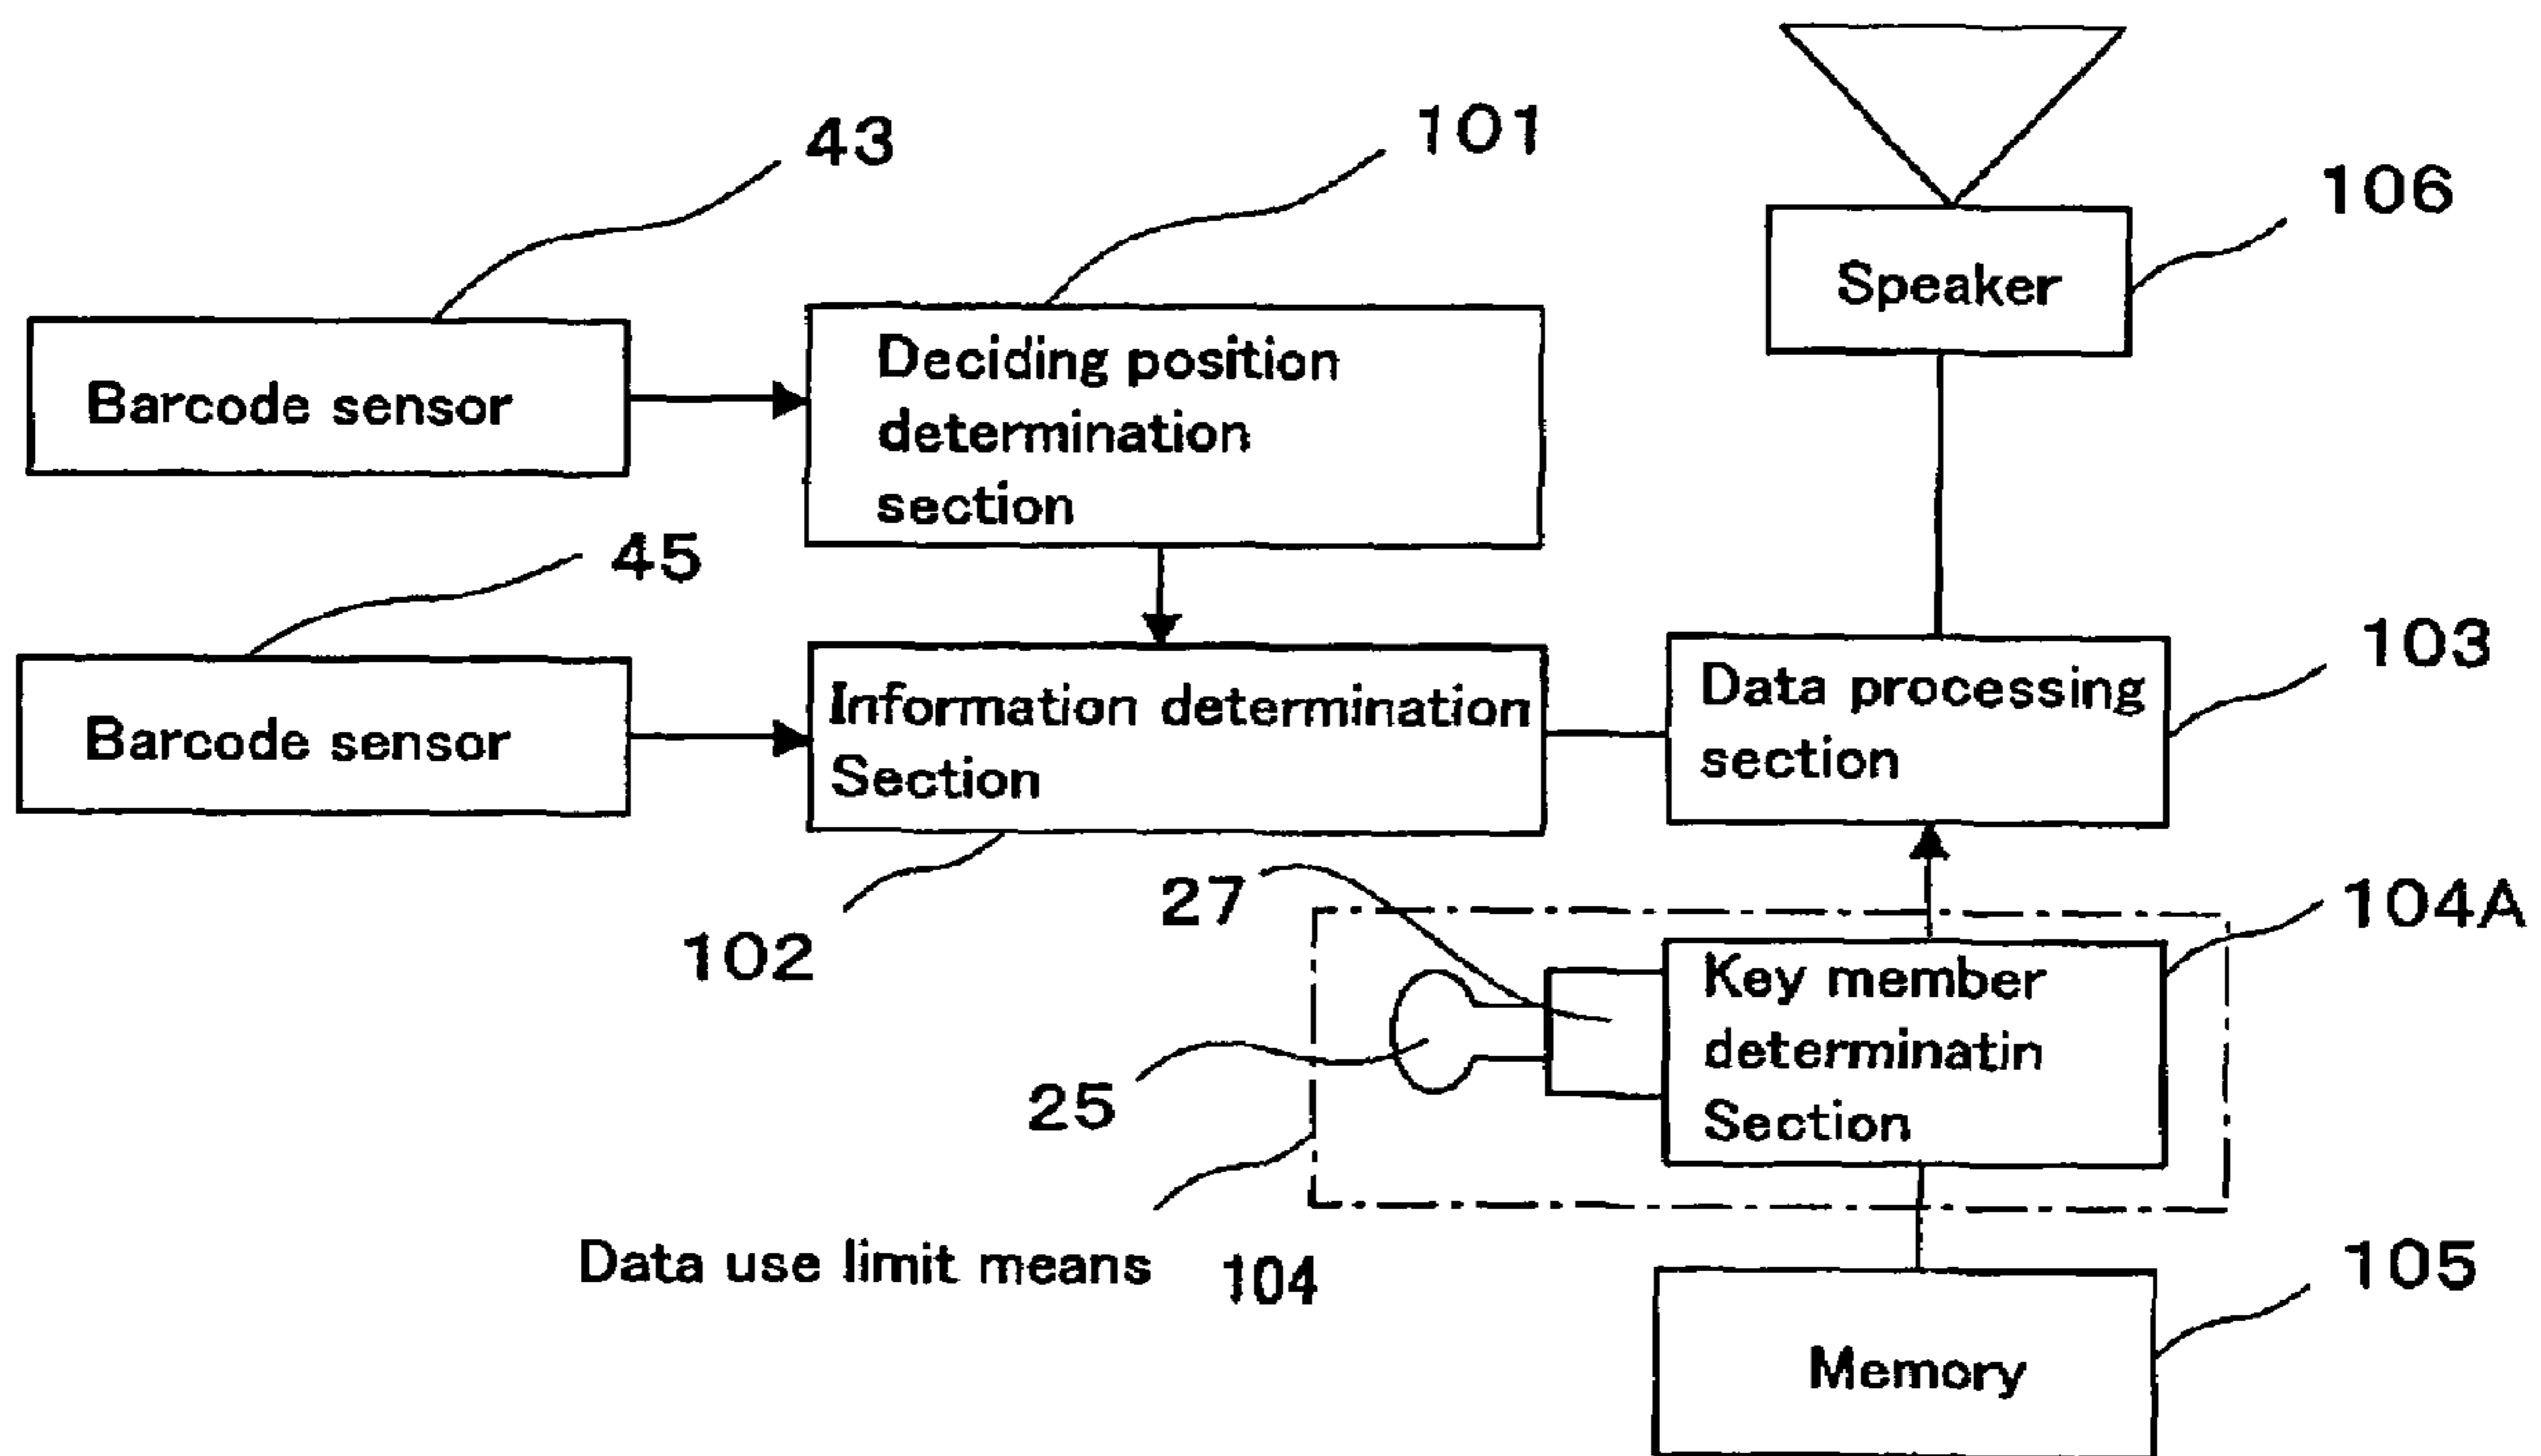 43
101
106
Speaker
Barcode sensor
Deciding position
determination
section
45
103
Barcode sensor
Information determination
Section
Data processing
section
102
27
104A
25
Key member
determinatin
Section
Data use limit means 104
105
Memory